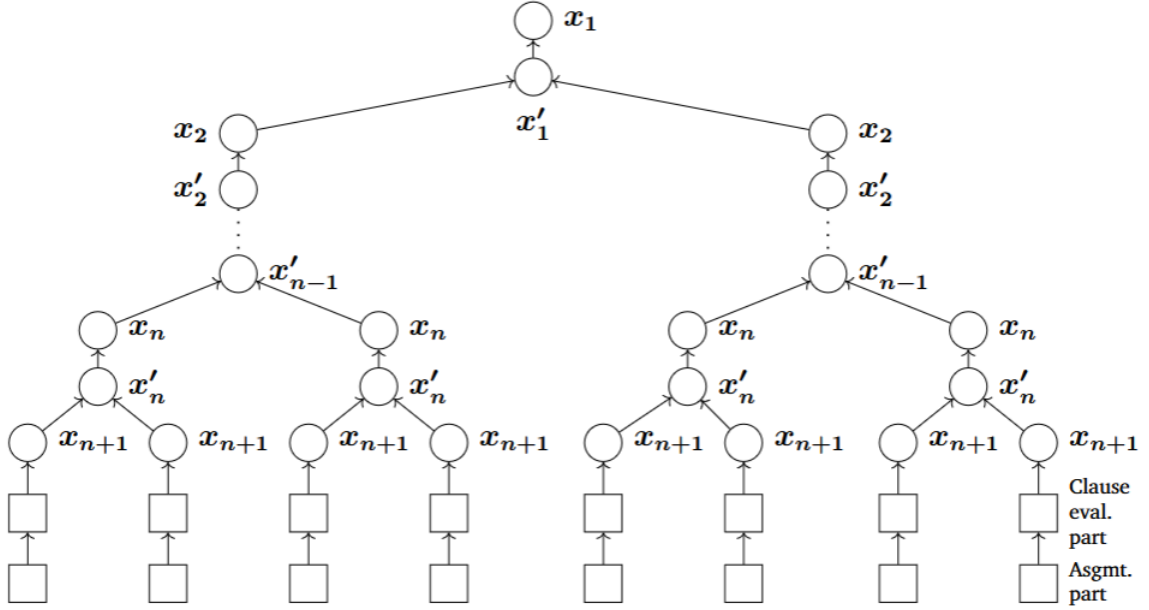 x₁
x′₁
x₂ x₂
x′₂ x′₂
x′ₙ₋₁ x′ₙ₋₁
xₙ xₙ xₙ xₙ
x′ₙ x′ₙ x′ₙ x′ₙ
xₙ₊₁ xₙ₊₁ xₙ₊₁ xₙ₊₁ xₙ₊₁ xₙ₊₁ xₙ₊₁ xₙ₊₁
Clause
eval.
part
Asgmt.
part